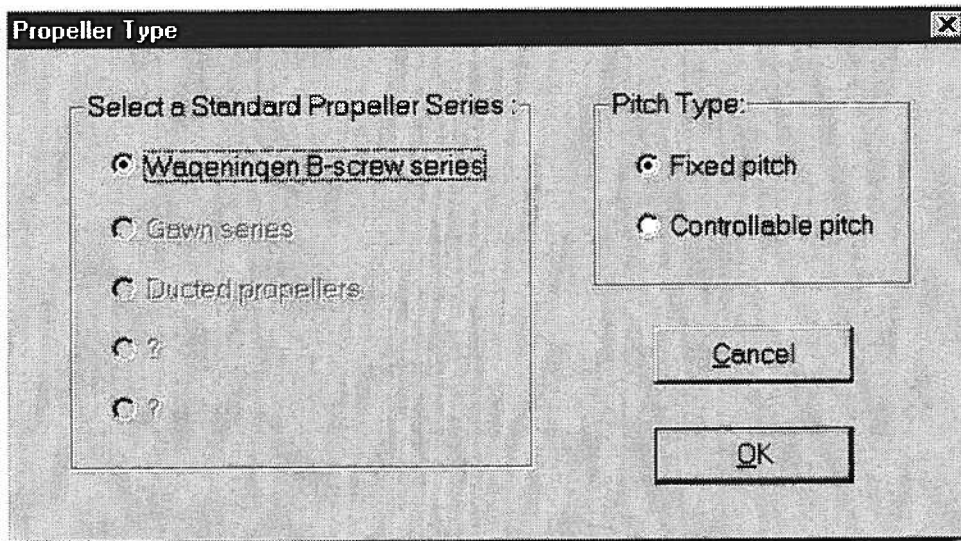 Propeller Type
Select a Standard Propeller Series :
Wageningen B-screw series
Gawn series
Ducted propellers
?
?
Pitch Type:
Fixed pitch
Controllable pitch
Cancel
OK